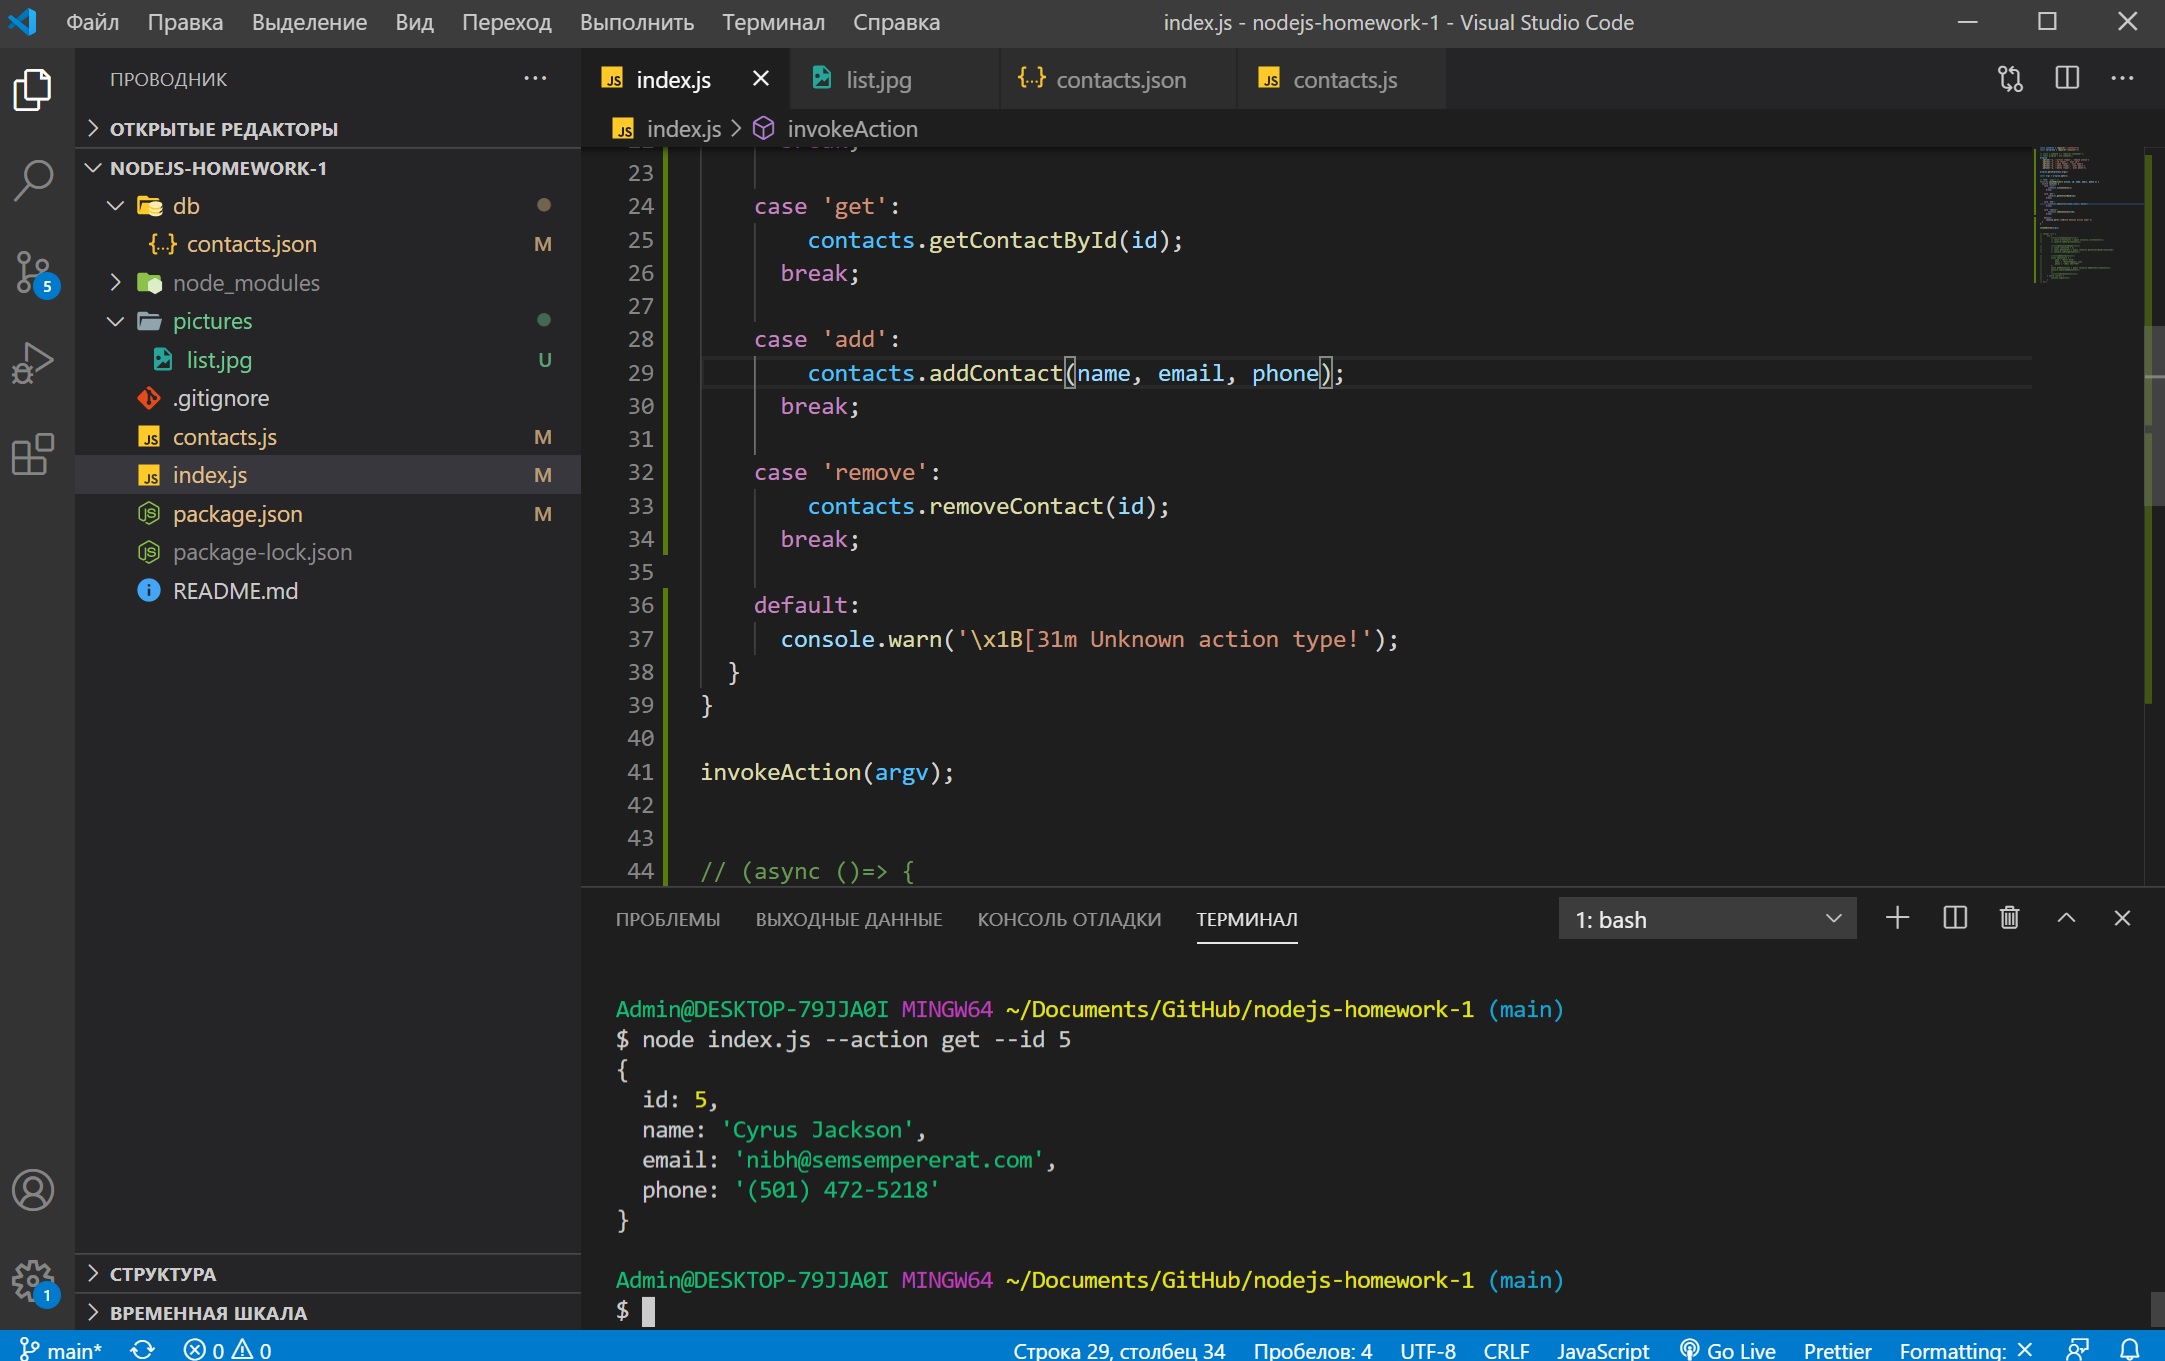 Файл Правка Выделение Вид Переход Выполнить Терминал Справка index.js - nodejs-homework-1 - Visual Studio Code
ПРОВОДНИК
ОТКРЫТЫЕ РЕДАКТОРЫ
NODEJS-HOMEWORK-1
db
contacts.json M
node_modules
pictures
list.jpg U
.gitignore
contacts.js M
index.js M
package.json M
package-lock.json
README.md
СТРУКТУРА
ВРЕМЕННАЯ ШКАЛА
5
1
index.js list.jpg contacts.json contacts.js
index.js > invokeAction
23
24 case 'get':
25 contacts.getContactById(id);
26 break;
27
28 case 'add':
29 contacts.addContact(name, email, phone);
30 break;
31
32 case 'remove':
33 contacts.removeContact(id);
34 break;
35
36 default:
37 console.warn('\x1B[31m Unknown action type!');
38 }
39 }
40
41 invokeAction(argv);
42
43
44 // (async ()=> {
ПРОБЛЕМЫ ВЫХОДНЫЕ ДАННЫЕ КОНСОЛЬ ОТЛАДКИ ТЕРМИНАЛ 1: bash
Admin@DESKTOP-79JJA0I MINGW64 ~/Documents/GitHub/nodejs-homework-1 (main)
$ node index.js --action get --id 5
{
id: 5,
name: 'Cyrus Jackson',
email: 'nibh@semsempererat.com',
phone: '(501) 472-5218'
}
Admin@DESKTOP-79JJA0I MINGW64 ~/Documents/GitHub/nodejs-homework-1 (main)
$
main* 0 0 Строка 29, столбец 34 Пробелов: 4 UTF-8 CRLF JavaScript Go Live Prettier Formatting: ×